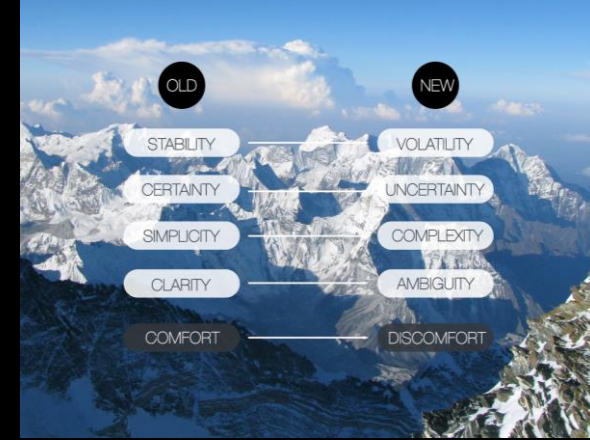 OLD NEW
STABILITY VOLATILITY
CERTAINTY UNCERTAINTY
SIMPLICITY COMPLEXITY
CLARITY AMBIGUITY
COMFORT DISCOMFORT